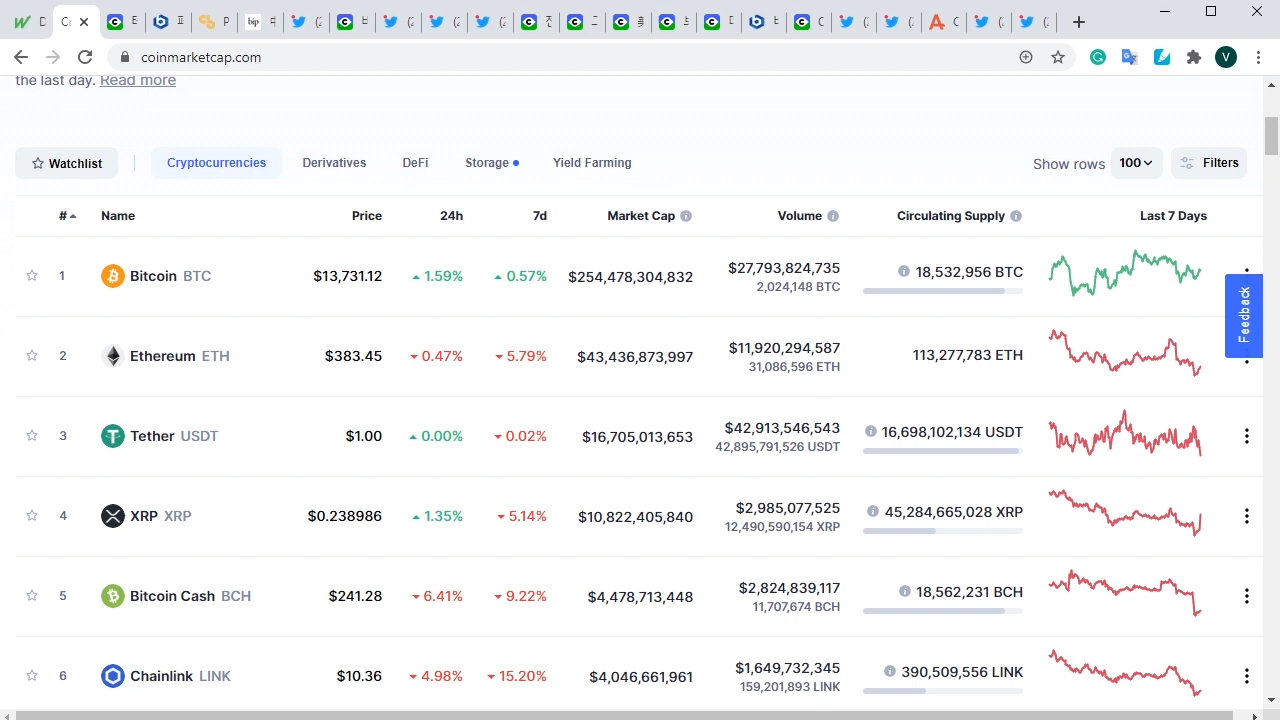 coinmarketcap.com
V
the last day. Read more
Watchlist Cryptocurrencies Derivatives DeFi Storage Yield Farming Show rows 100 Filters
# Name Price 24h 7d Market Cap Volume Circulating Supply Last 7 Days
1 Bitcoin BTC $13,731.12 1.59% 0.57% $254,478,304,832 $27,793,824,735 18,532,956 BTC
2,024,148 BTC
Feedback
2 Ethereum ETH $383.45 0.47% 5.79% $43,436,873,997 $11,920,294,587 113,277,783 ETH
31,086,596 ETH
3 Tether USDT $1.00 0.00% 0.02% $16,705,013,653 $42,913,546,543 16,698,102,134 USDT
42,895,791,526 USDT
4 XRP XRP $0.238986 1.35% 5.14% $10,822,405,840 $2,985,077,525 45,284,665,028 XRP
12,490,590,154 XRP
5 Bitcoin Cash BCH $241.28 6.41% 9.22% $4,478,713,448 $2,824,839,117 18,562,231 BCH
11,707,674 BCH
6 Chainlink LINK $10.36 4.98% 15.20% $4,046,661,961 $1,649,732,345 390,509,556 LINK
159,201,893 LINK